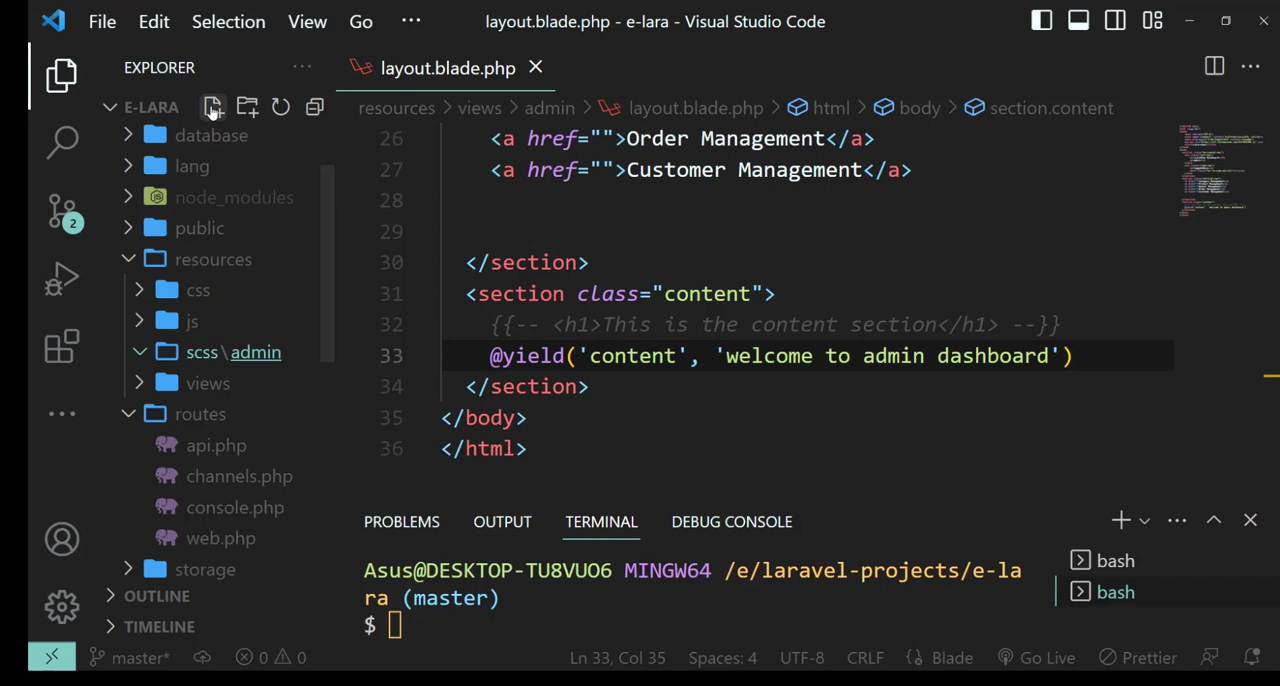 File Edit Selection View Go ··· layout.blade.php - e-lara - Visual Studio Code
EXPLORER ···
E-LARA
database
lang
node_modules
public
resources
css
js
scss\admin
views
routes
api.php
channels.php
console.php
web.php
storage
OUTLINE
TIMELINE
2
layout.blade.php
resources > views > admin > layout.blade.php > html > body > section.content
26 <a href="">Order Management</a>
27 <a href="">Customer Management</a>
28
29
30 </section>
31 <section class="content">
32 {{-- <h1>This is the content section</h1> --}}
33 @yield('content', 'welcome to admin dashboard')
34 </section>
35 </body>
36 </html>
PROBLEMS OUTPUT TERMINAL DEBUG CONSOLE
Asus@DESKTOP-TU8VUO6 MINGW64 /e/laravel-projects/e-la
ra (master)
$
bash
bash
master* 0 0 Ln 33, Col 35 Spaces: 4 UTF-8 CRLF {} Blade Go Live Prettier